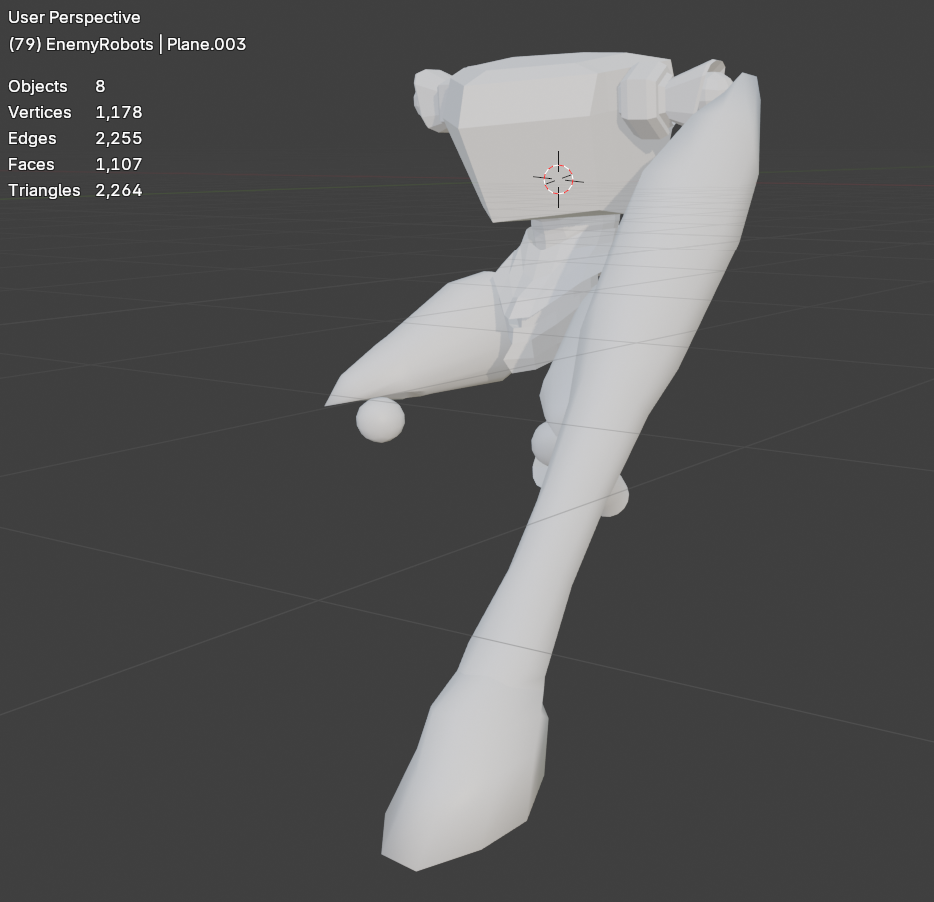 User Perspective
(79) EnemyRobots | Plane.003
Objects 8
Vertices 1,178
Edges 2,255
Faces 1,107
Triangles 2,264